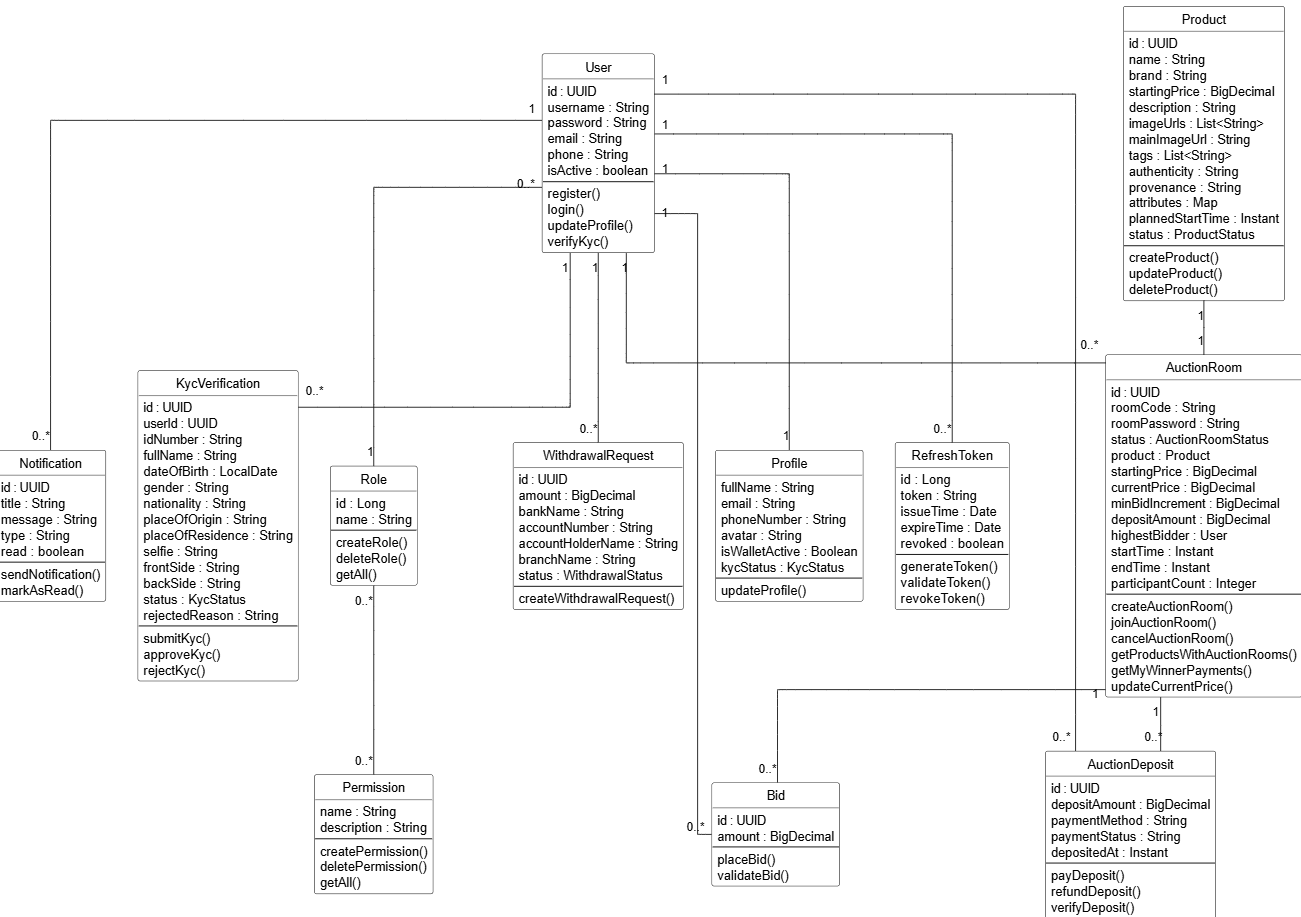 Product
id : UUID
name : String
brand : String
startingPrice : BigDecimal
description : String
imageUrls : List<String>
mainImageUrl : String
tags : List<String>
authenticity : String
provenance : String
attributes : Map
plannedStartTime : Instant
status : ProductStatus
createProduct()
updateProduct()
deleteProduct()
1
1
User
id : UUID
username : String
password : String
email : String
phone : String
isActive : boolean
register()
login()
updateProfile()
verifyKyc()
1
1
1
1
1
0..*
1
1
1
0..*
AuctionRoom
id : UUID
roomCode : String
roomPassword : String
status : AuctionRoomStatus
product : Product
startingPrice : BigDecimal
currentPrice : BigDecimal
minBidIncrement : BigDecimal
depositAmount : BigDecimal
highestBidder : User
startTime : Instant
endTime : Instant
participantCount : Integer
createAuctionRoom()
joinAuctionRoom()
cancelAuctionRoom()
getProductsWithAuctionRooms()
getMyWinnerPayments()
updateCurrentPrice()
1
1
0..*
Notification
id : UUID
title : String
message : String
type : String
read : boolean
sendNotification()
markAsRead()
0..*
KycVerification
id : UUID
userId : UUID
idNumber : String
fullName : String
dateOfBirth : LocalDate
gender : String
nationality : String
placeOfOrigin : String
placeOfResidence : String
selfie : String
frontSide : String
backSide : String
status : KycStatus
rejectedReason : String
submitKyc()
approveKyc()
rejectKyc()
1
Role
id : Long
name : String
createRole()
deleteRole()
getAll()
0..*
0..*
WithdrawalRequest
id : UUID
amount : BigDecimal
bankName : String
accountNumber : String
accountHolderName : String
branchName : String
status : WithdrawalStatus
createWithdrawalRequest()
1
Profile
fullName : String
email : String
phoneNumber : String
avatar : String
isWalletActive : Boolean
kycStatus : KycStatus
updateProfile()
0..*
RefreshToken
id : Long
token : String
issueTime : Date
expireTime : Date
revoked : boolean
generateToken()
validateToken()
revokeToken()
0..*
Permission
name : String
description : String
createPermission()
deletePermission()
getAll()
0..*
0..*
Bid
id : UUID
amount : BigDecimal
placeBid()
validateBid()
0..*
0..*
AuctionDeposit
id : UUID
depositAmount : BigDecimal
paymentMethod : String
paymentStatus : String
depositedAt : Instant
payDeposit()
refundDeposit()
verifyDeposit()